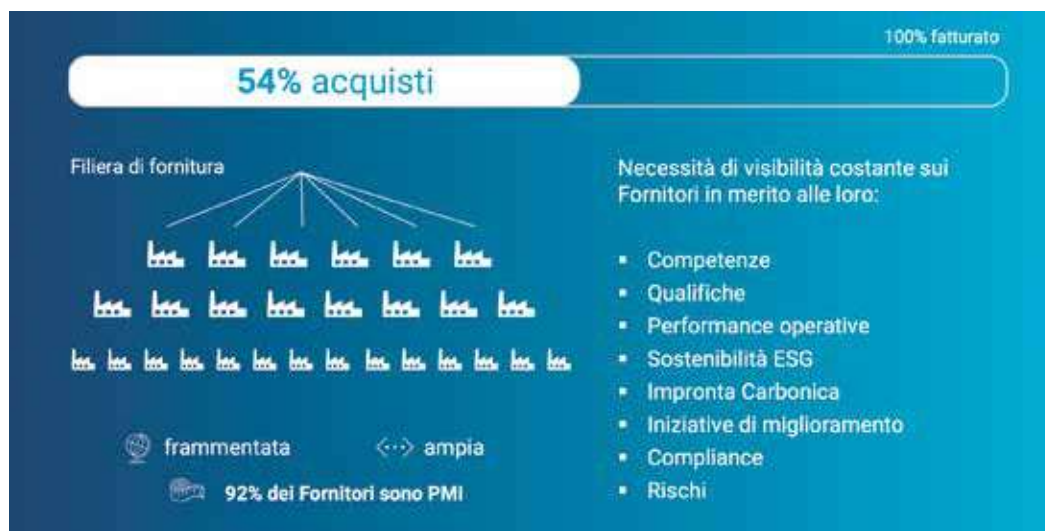 100% fatturato
54% acquisti
Filiera di fornitura
frammentata
ampia
92% dei Fornitori sono PMI
Necessità di visibilità costante sui
Fornitori in merito alle loro:
▪ Competenze
▪ Qualifiche
▪ Performance operative
▪ Sostenibilità ESG
▪ Impronta Carbonica
▪ Iniziative di miglioramento
▪ Compliance
▪ Rischi